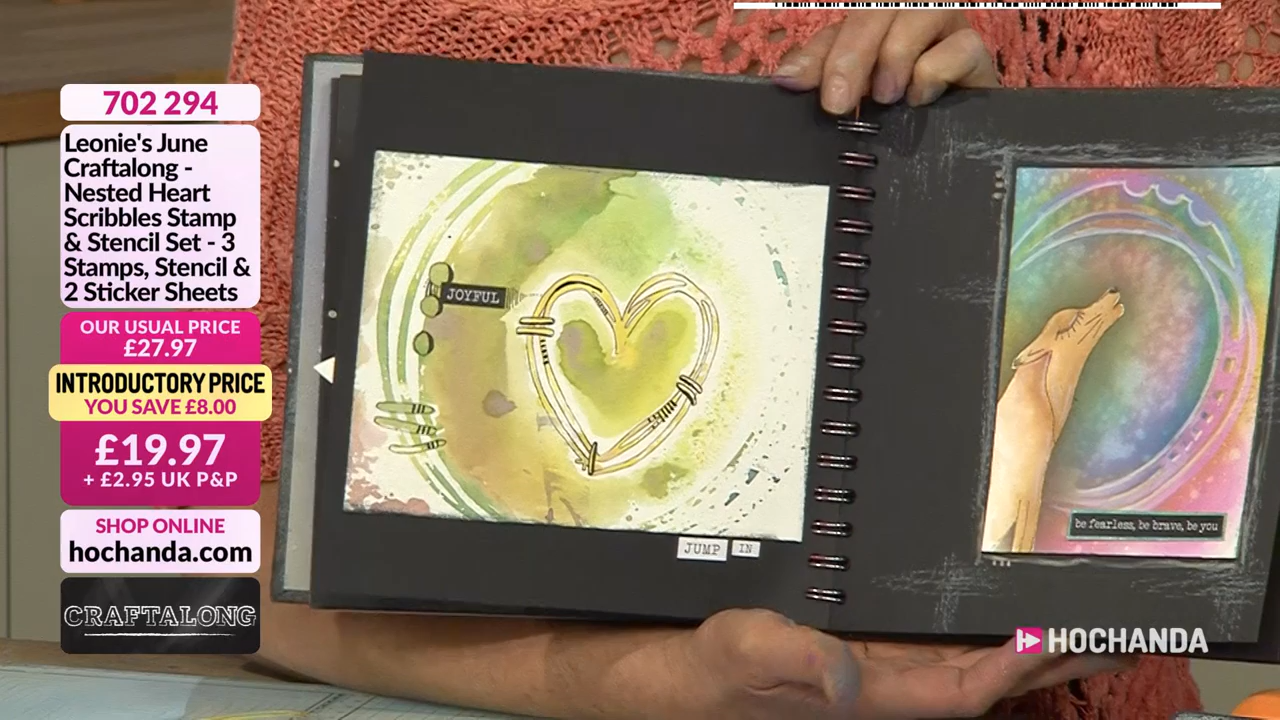 702 294
Leonie's June
Craftalong -
Nested Heart
Scribbles Stamp
& Stencil Set - 3
Stamps, Stencil &
2 Sticker Sheets
OUR USUAL PRICE
£27.97
INTRODUCTORY PRICE
YOU SAVE £8.00
£19.97
+ £2.95 UK P&P
SHOP ONLINE
hochanda.com
CRAFTALONG
JOYFUL
JUMP IN
be fearless, be brave, be you
HOCHANDA